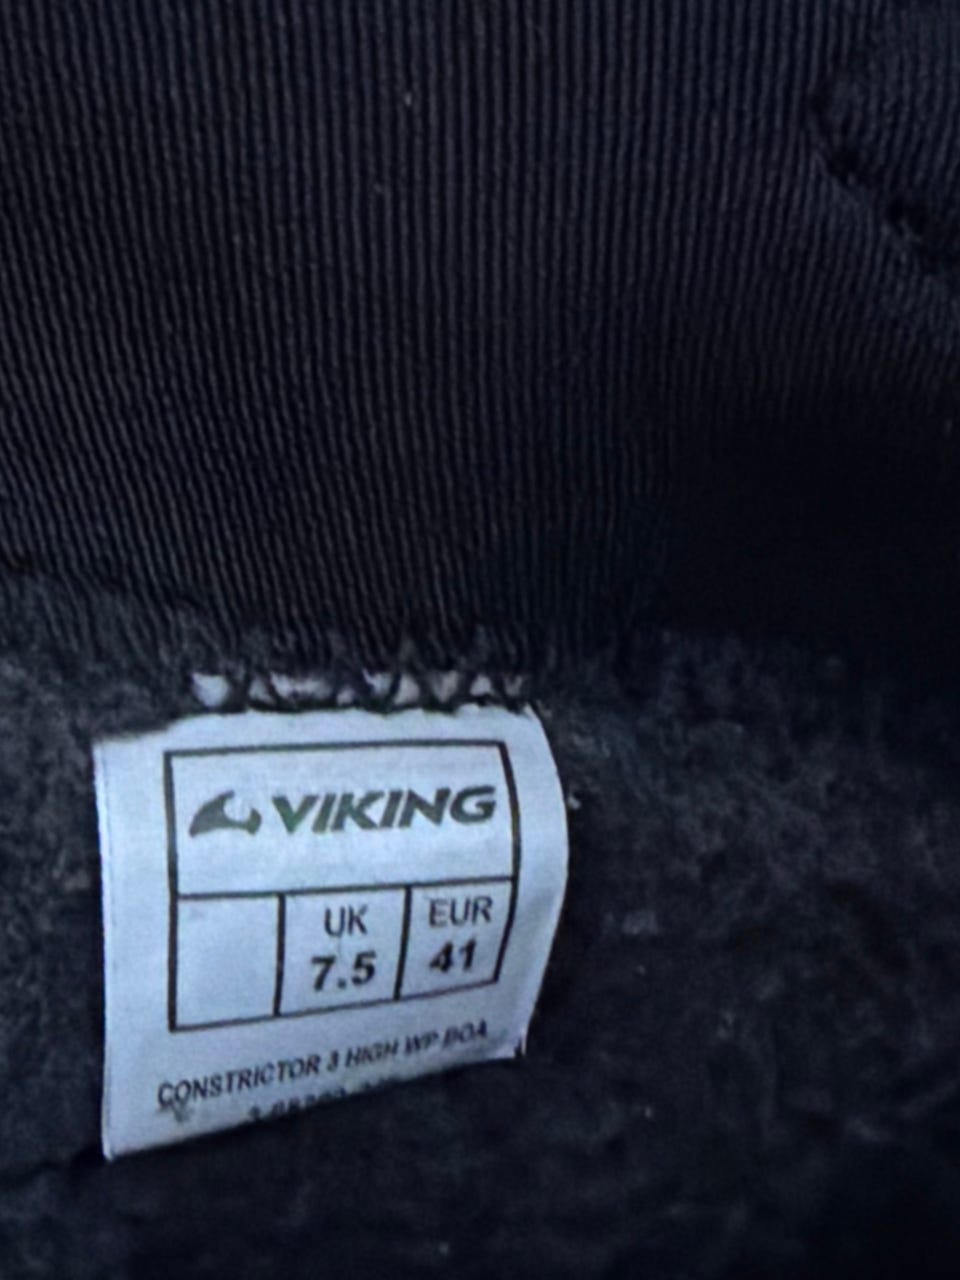 VIKING
UK EUR
7.5 41
CONSTRICTOR 3 HIGH WP BOA